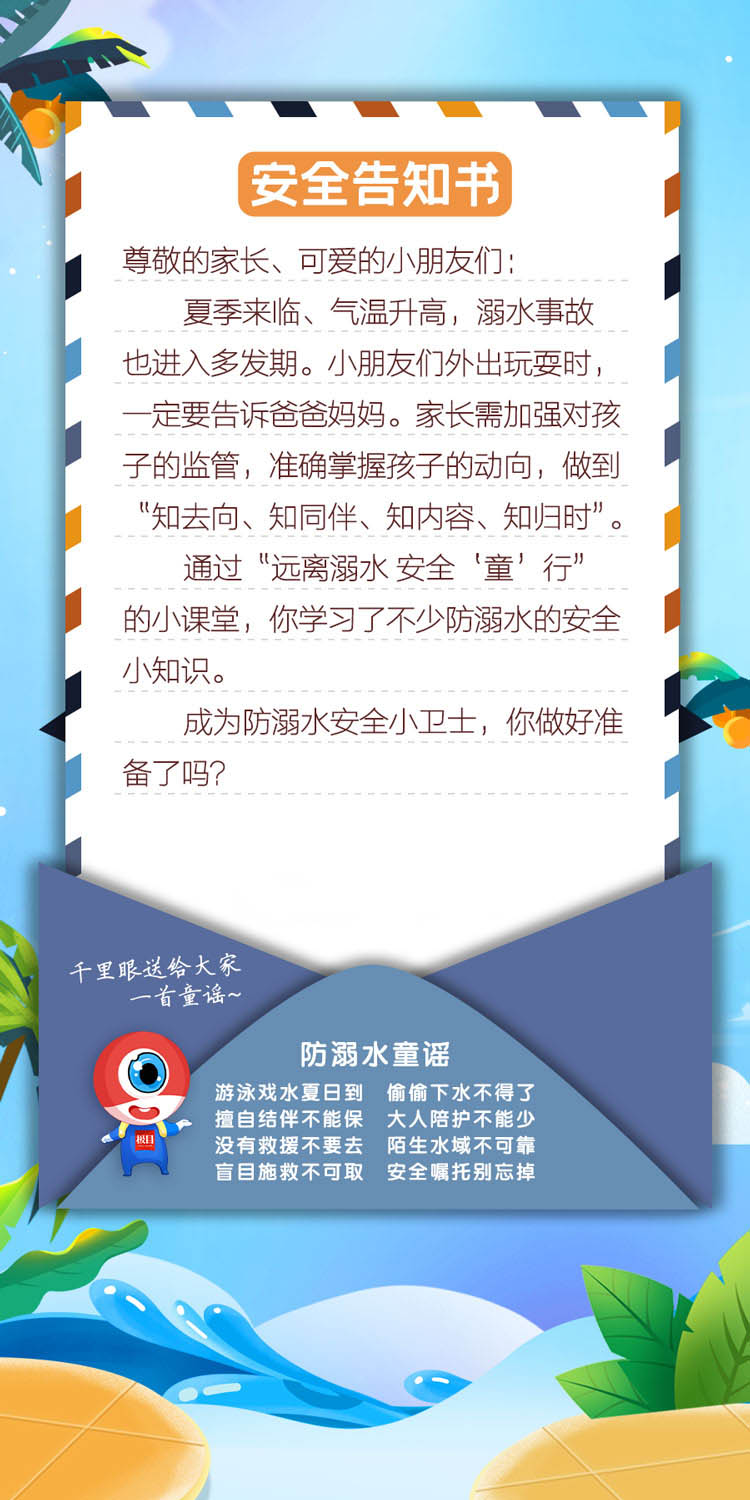 安全告知书
尊敬的家长、可爱的小朋友们：
夏季来临、气温升高，溺水事故
也进入多发期。小朋友们外出玩耍时，
一定要告诉爸爸妈妈。家长需加强对孩
子的监管，准确掌握孩子的动向，做到
“知去向、知同伴、知内容、知归时”。
通过“远离溺水 安全‘童’行”
的小课堂，你学习了不少防溺水的安全
小知识。
成为防溺水安全小卫士，你做好准
备了吗？
千里眼送给大家
一首童谣~
防溺水童谣
游泳戏水夏日到 偷偷下水不得了
擅自结伴不能保 大人陪护不能少
没有救援不要去 陌生水域不可靠
盲目施救不可取 安全嘱托别忘掉
极目